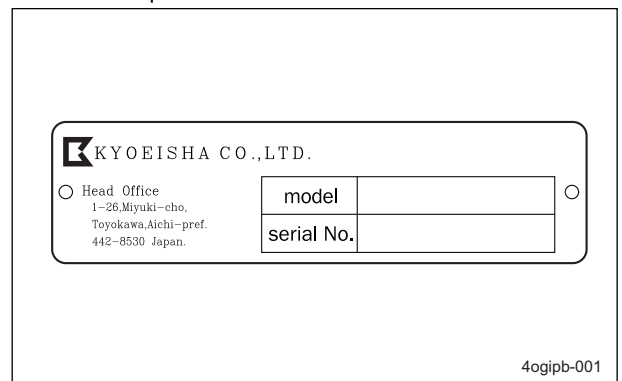 KYOEISHA CO.,LTD.
Head Office
1-26,Miyuki-cho,
Toyokawa,Aichi-pref.
442-8530 Japan.
model
serial No.
4ogipb-001